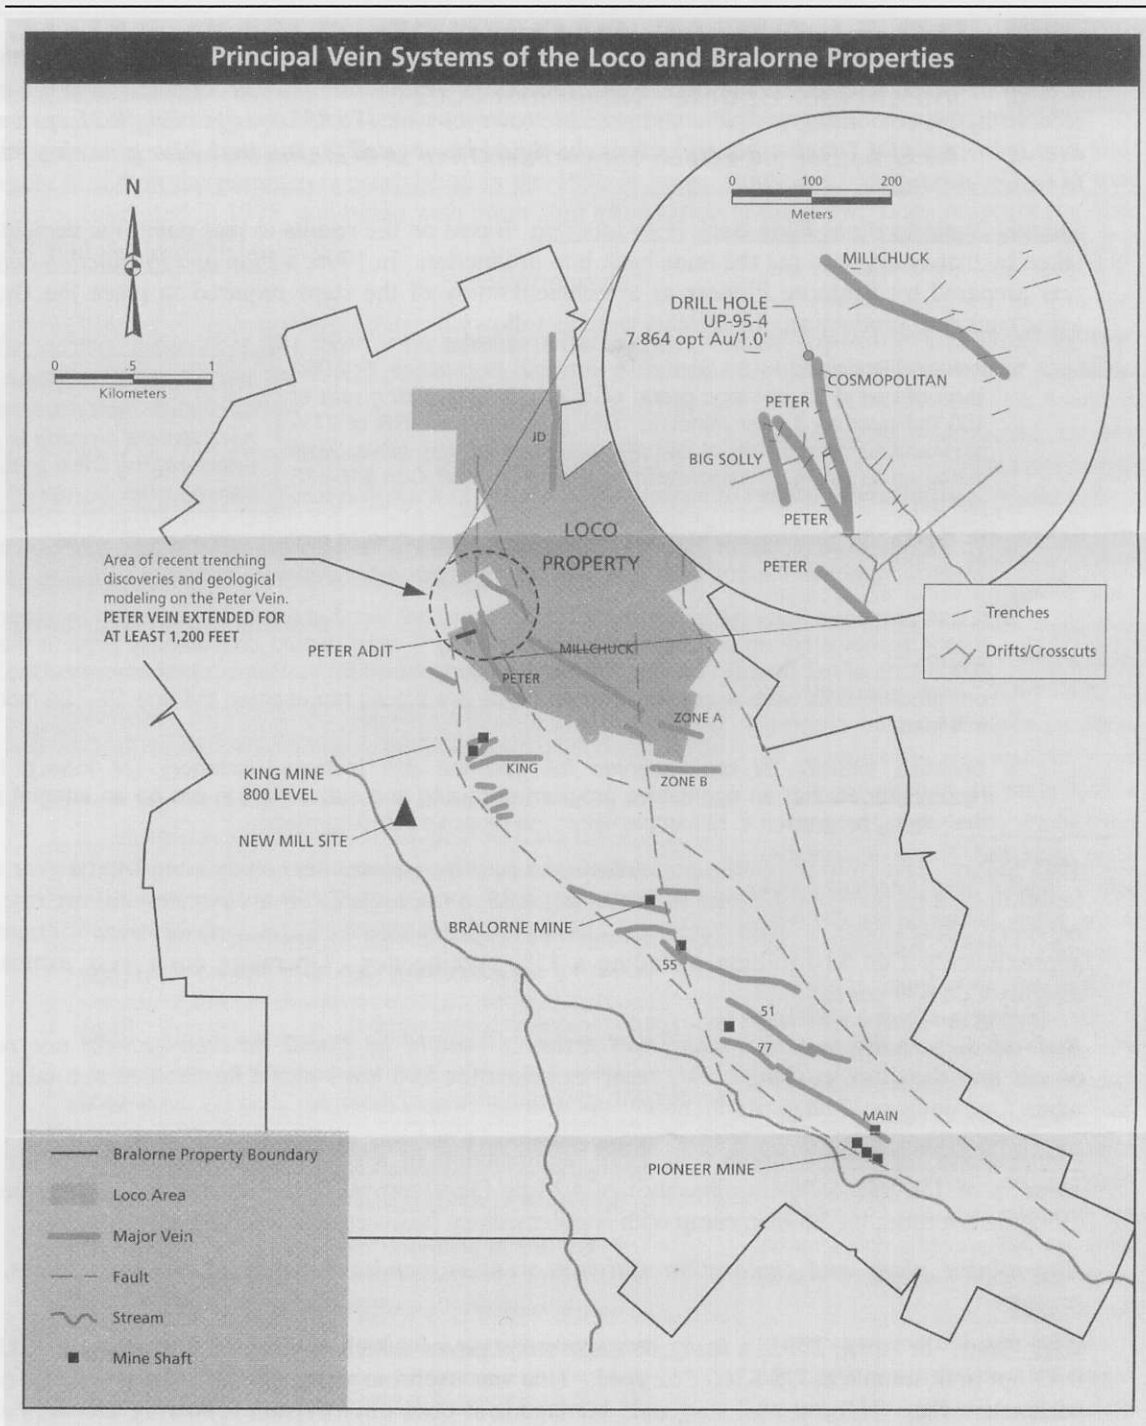 Principal Vein Systems of the Loco and Bralorne Properties
N
0 .5 1
Kilometers
0 100 200
Meters
MILLCHUCK
DRILL HOLE
UP-95-4
7.864 opt Au/1.0'
COSMOPOLITAN
PETER
BIG SOLLY
PETER
PETER
Trenches
Drifts/Crosscuts
JD
LOCO
PROPERTY
Area of recent trenching
discoveries and geological
modeling on the Peter Vein.
PETER VEIN EXTENDED FOR
AT LEAST 1,200 FEET
PETER ADIT
MILLCHUCK
PETER
ZONE A
KING MINE
800 LEVEL
KING
ZONE B
NEW MILL SITE
BRALORNE MINE
55
51
77
MAIN
PIONEER MINE
Bralorne Property Boundary
Loco Area
Major Vein
Fault
Stream
Mine Shaft